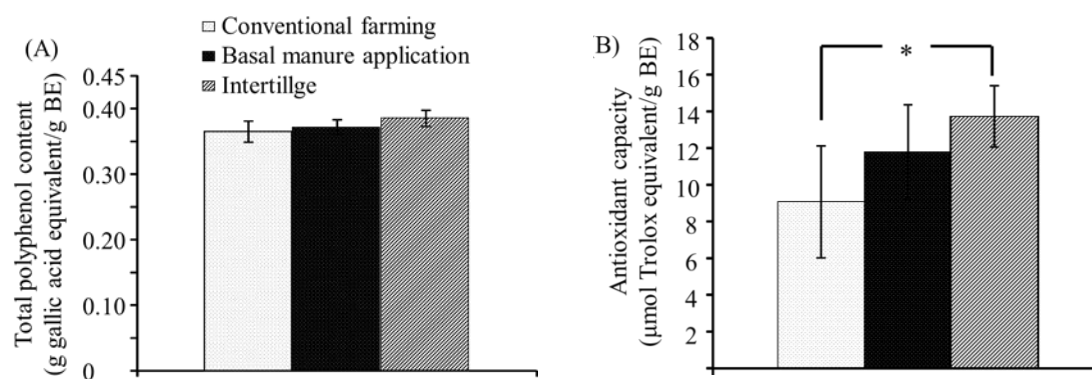 (A)
Conventional farming
Basal manure application
Intertillge
Total polyphenol content
(g gallic acid equivalent/g BE)
0.45
0.40
0.30
0.20
0.10
0
B)
*
Antioxidant capacity
(μmol Trolox equivalent/g BE)
18
16
14
12
10
8
6
4
2